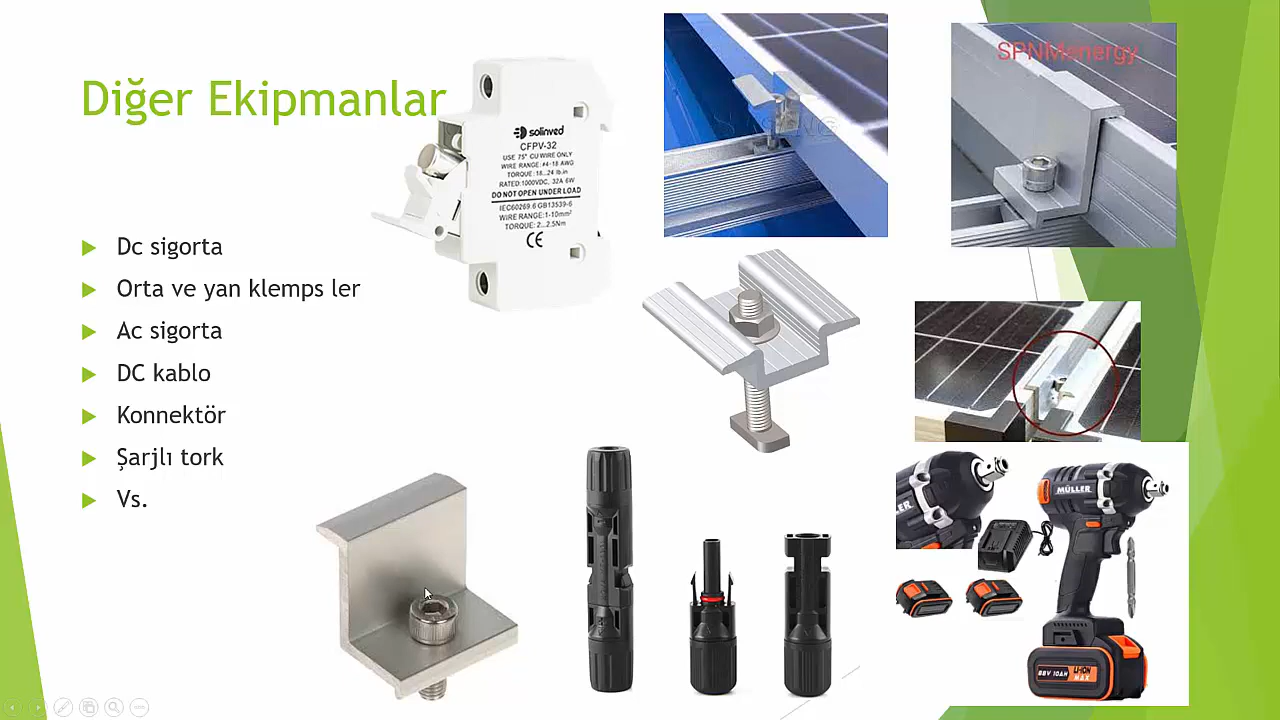 Diğer Ekipmanlar
Dc sigorta
Orta ve yan klemps ler
Ac sigorta
DC kablo
Konnektör
Şarjlı tork
Vs.
solinved
CFPV-32
USE 75° CU WIRE ONLY
WIRE RANGE: #4-18 AWG
TORQUE: 18...24 lb.in
RATED:1000VDC, 32A 6W
DO NOT OPEN UNDER LOAD
IEC60269.6 GB13539-6
WIRE RANGE:1-10mm²
TORQUE: 2...2.5Nm
CE
SPNMenergy
MÜLLER
LI-ION
88V 10AH
MAX